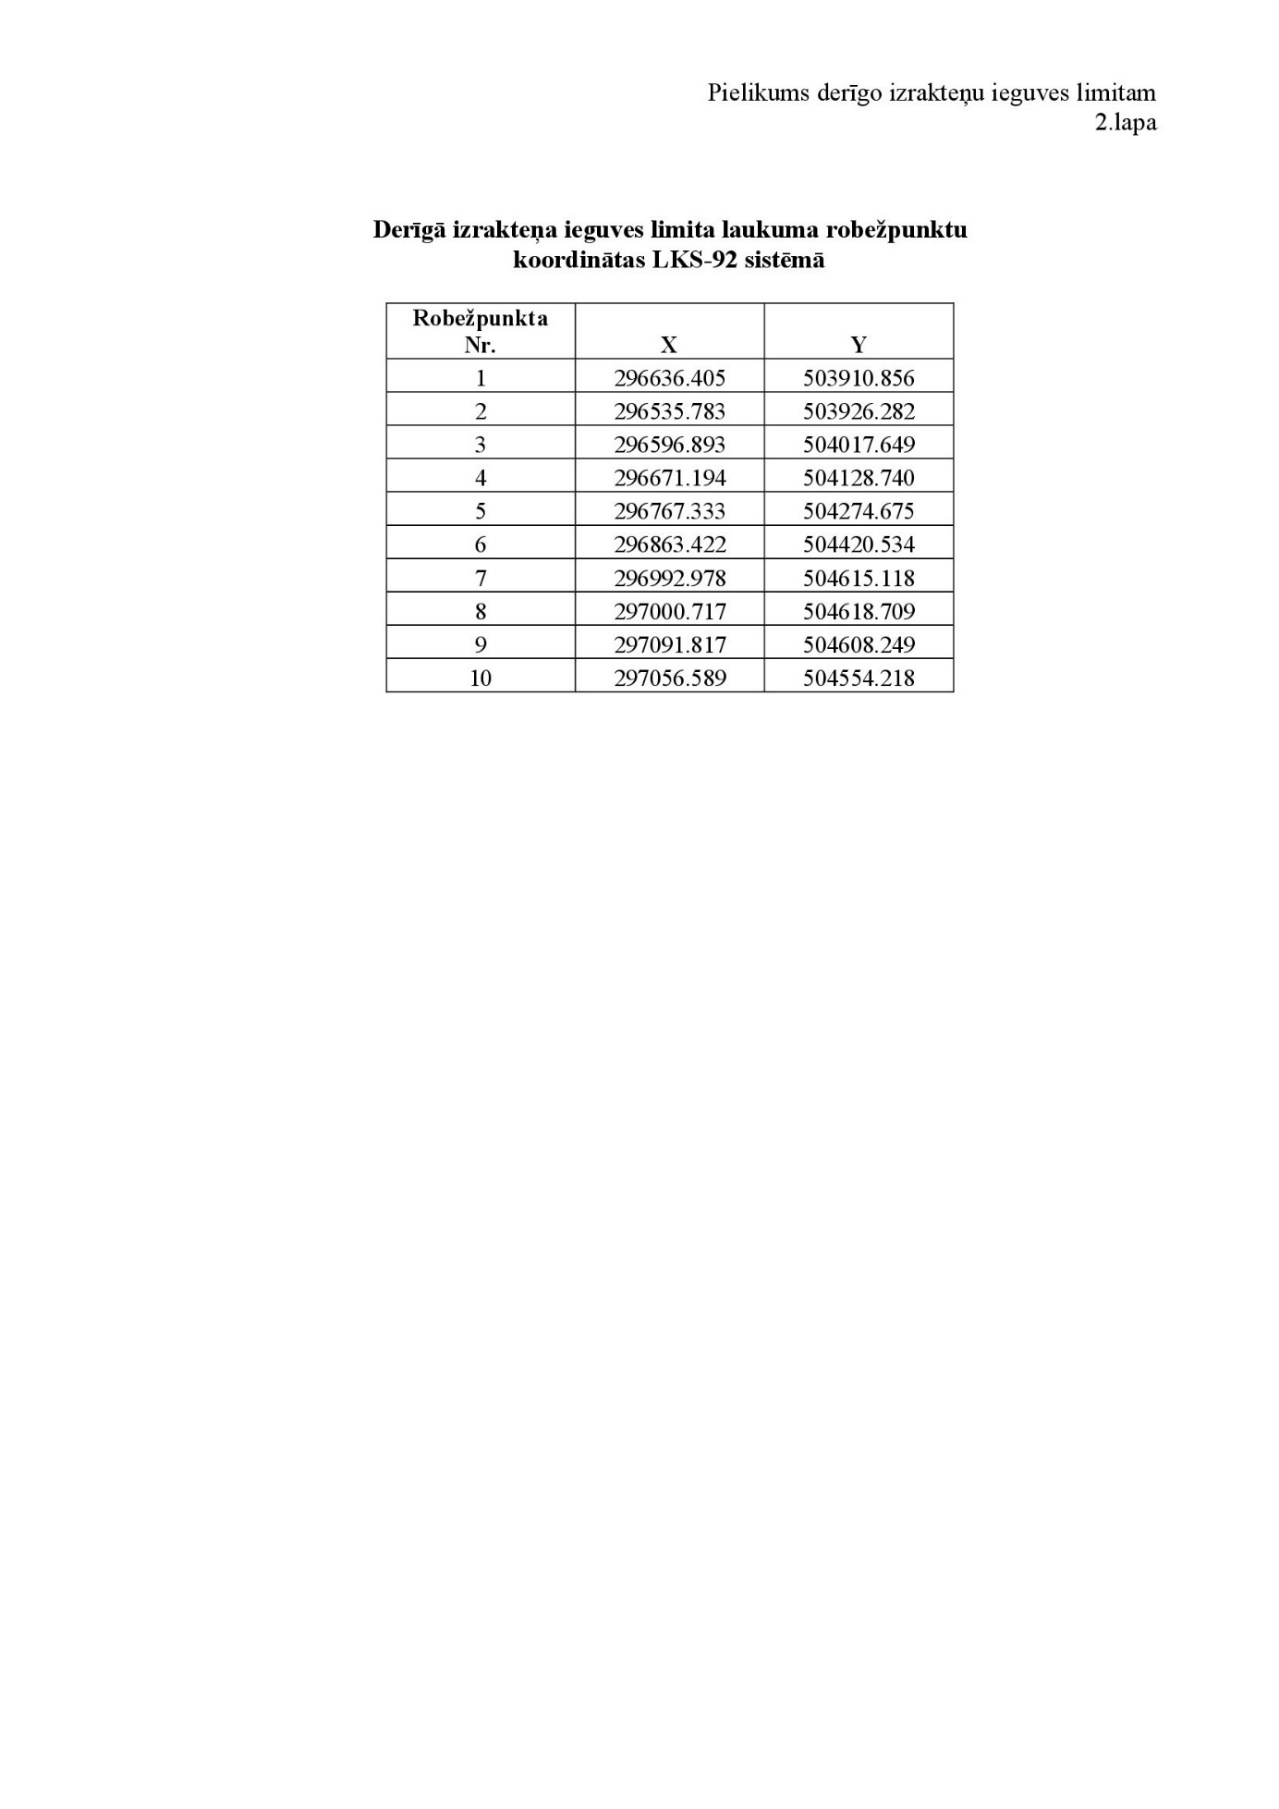 Pielikums derīgo izrakteņu ieguves limitam
2.lapa
Derīgā izrakteņa ieguves limita laukuma robežpunktu
koordinātas LKS-92 sistēmā
Robežpunkta
Nr. X Y
1 296636.405 503910.856
2 296535.783 503926.282
3 296596.893 504017.649
4 296671.194 504128.740
5 296767.333 504274.675
6 296863.422 504420.534
7 296992.978 504615.118
8 297000.717 504618.709
9 297091.817 504608.249
10 297056.589 504554.218